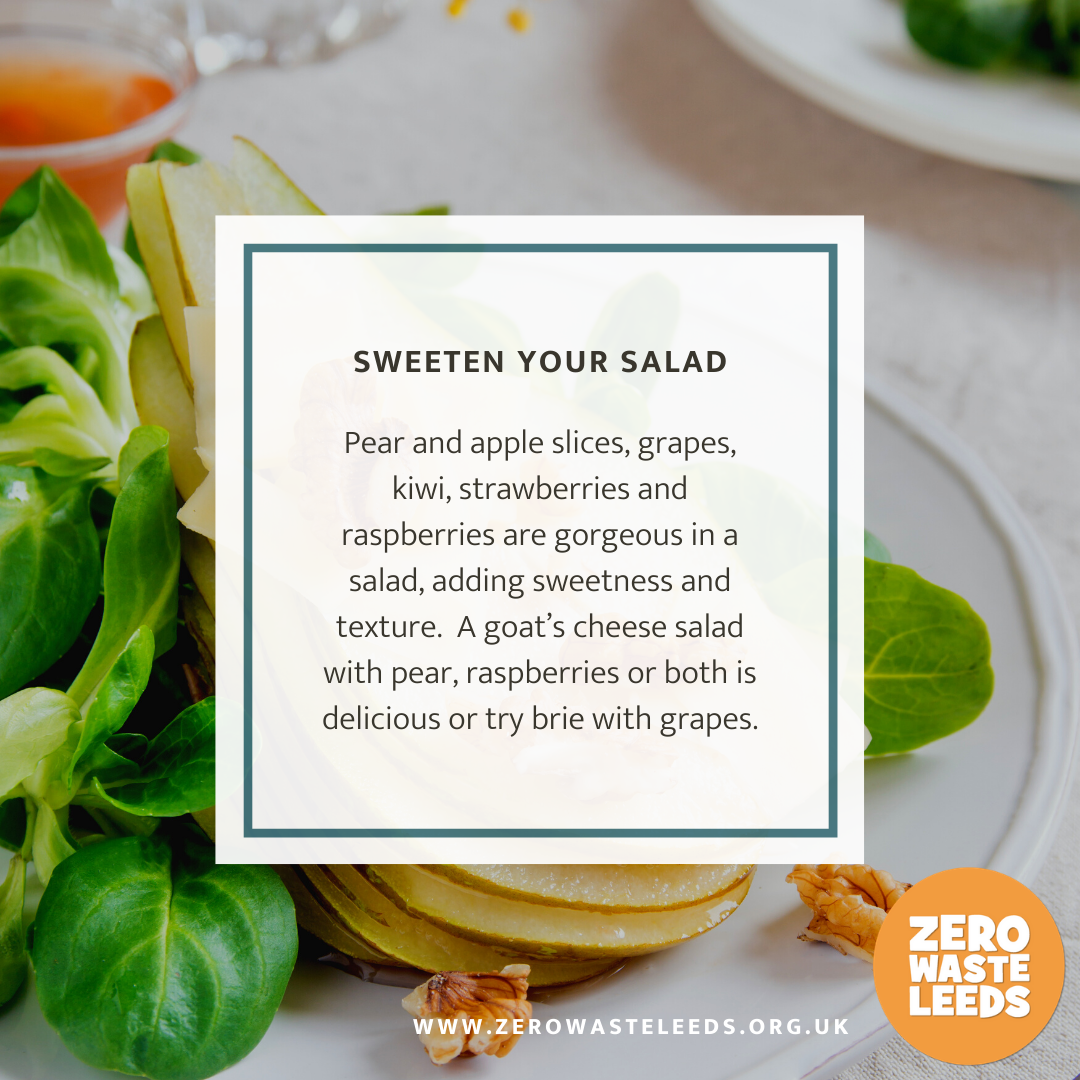 SWEETEN YOUR SALAD
Pear and apple slices, grapes,
kiwi, strawberries and
raspberries are gorgeous in a
salad, adding sweetness and
texture.  A goat’s cheese salad
with pear, raspberries or both is
delicious or try brie with grapes.
ZERO
WASTE
LEEDS
WWW.ZEROWASTELEEDS.ORG.UK